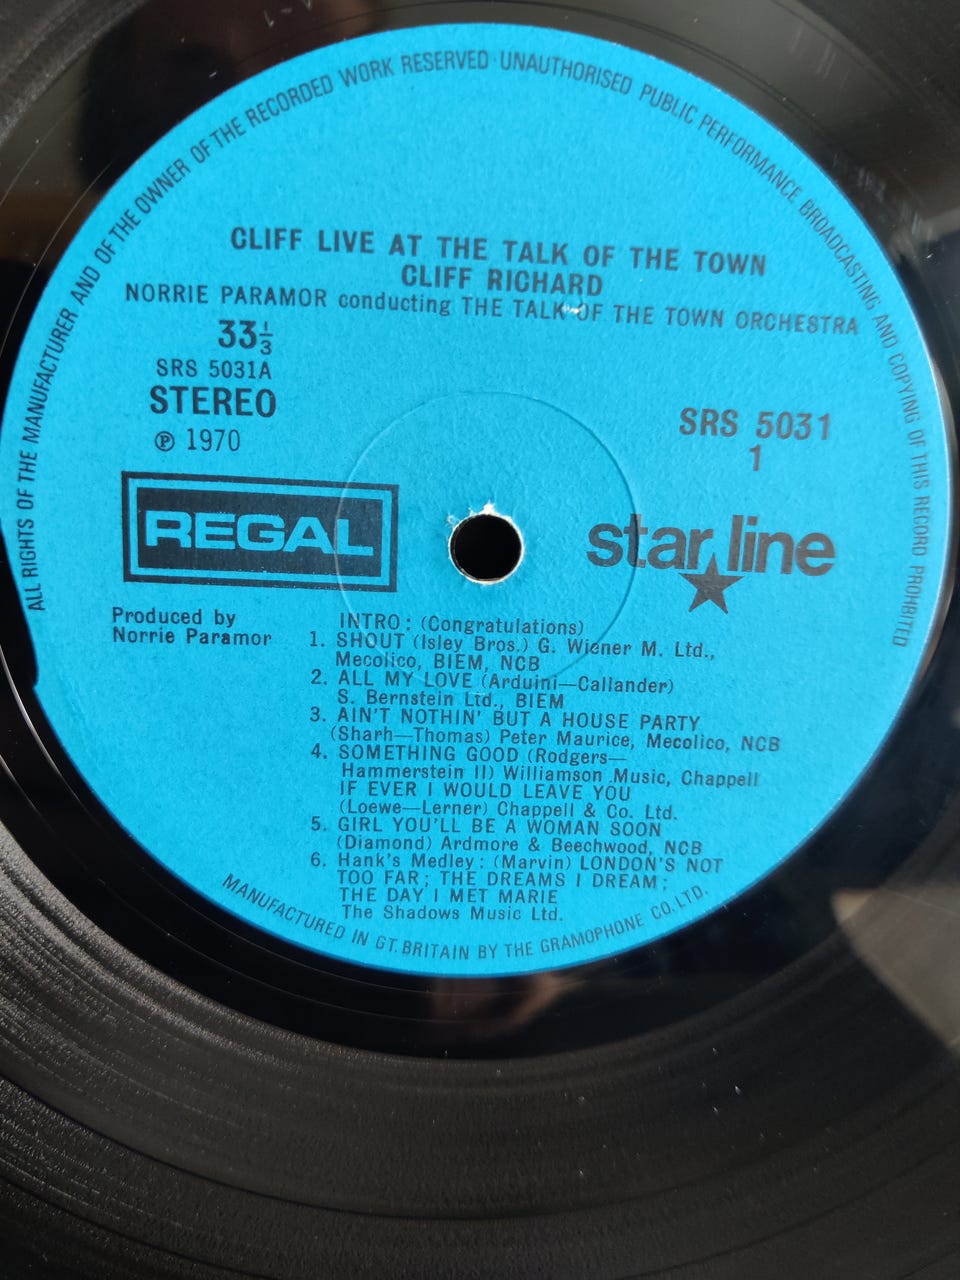 ALL RIGHTS OF THE MANUFACTURER AND OF THE OWNER OF THE RECORDED WORK RESERVED · UNAUTHORISED PUBLIC PERFORMANCE BROADCASTING AND COPYING OF THIS RECORD PROHIBITED
CLIFF LIVE AT THE TALK OF THE TOWN
CLIFF RICHARD
NORRIE PARAMOR conducting THE TALK OF THE TOWN ORCHESTRA
33⅓
SRS 5031A
STEREO
℗ 1970
SRS 5031
1
REGAL
star line
Produced by
Norrie Paramor
INTRO: (Congratulations)
1. SHOUT (Isley Bros.) G. Wiener M. Ltd.,
Mecolico, BIEM, NCB
2. ALL MY LOVE (Arduini—Callander)
S. Bernstein Ltd., BIEM
3. AIN'T NOTHIN' BUT A HOUSE PARTY
(Sharh—Thomas) Peter Maurice, Mecolico, NCB
4. SOMETHING GOOD (Rodgers—
Hammerstein II) Williamson Music, Chappell
IF EVER I WOULD LEAVE YOU
(Loewe—Lerner) Chappell & Co. Ltd.
5. GIRL YOU'LL BE A WOMAN SOON
(Diamond) Ardmore & Beechwood, NCB
6. Hank's Medley: (Marvin) LONDON'S NOT
TOO FAR; THE DREAMS I DREAM;
THE DAY I MET MARIE
The Shadows Music Ltd.
MANUFACTURED IN GT. BRITAIN BY THE GRAMOPHONE CO. LTD.